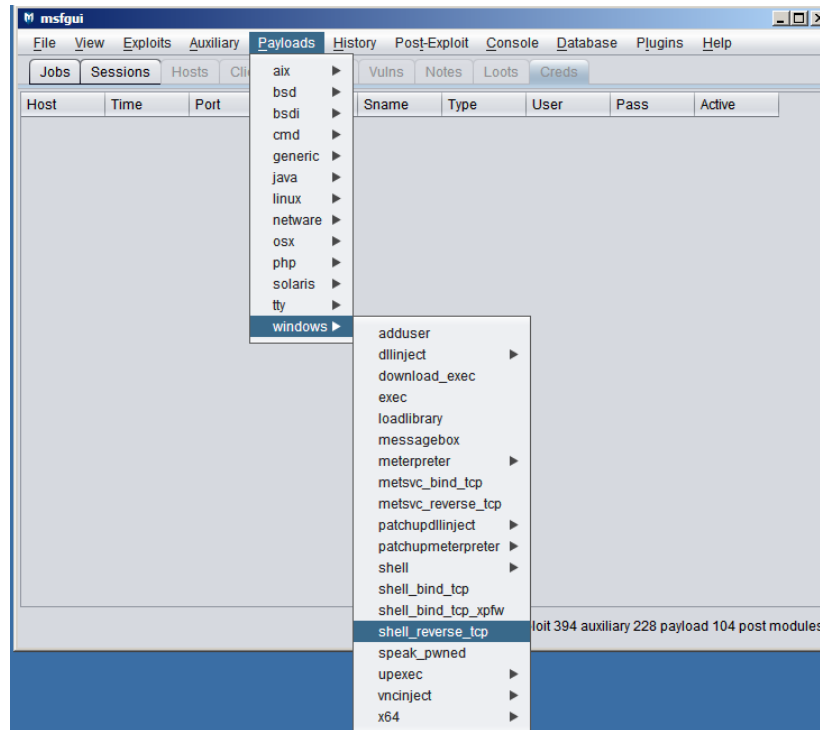 msfgui
File View Exploits Auxiliary Payloads History Post-Exploit Console Database Plugins Help
Jobs Sessions Hosts Cli Vulns Notes Loots Creds
Host Time Port Sname Type User Pass Active
aix
bsd
bsdi
cmd
generic
java
linux
netware
osx
php
solaris
tty
windows
adduser
dllinject
download_exec
exec
loadlibrary
messagebox
meterpreter
metsvc_bind_tcp
metsvc_reverse_tcp
patchupdllinject
patchupmeterpreter
shell
shell_bind_tcp
shell_bind_tcp_xpfw
shell_reverse_tcp
loit 394 auxiliary 228 payload 104 post modules
speak_pwned
upexec
vncinject
x64